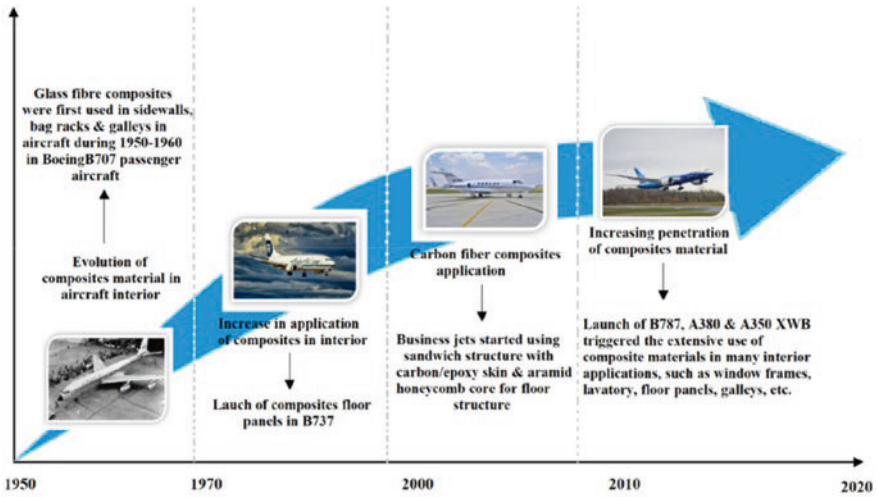 Glass fibre composites
were first used in sidewalls,
bag racks & galleys in
aircraft during 1950-1960
in BoeingB707 passenger
aircraft
Evolution of
composites material in
aircraft interior
Increase in application
of composites in interior
Lauch of composites floor
panels in B737
Carbon fiber composites
application
Business jets started using
sandwich structure with
carbon/epoxy skin & aramid
honeycomb core for floor
structure
Increasing penetration
of composites material
Launch of B787, A380 & A350 XWB
triggered the extensive use of
composite materials in many interior
applications, such as window frames,
lavatory, floor panels, galleys, etc.
1950
1970
2000
2010
2020